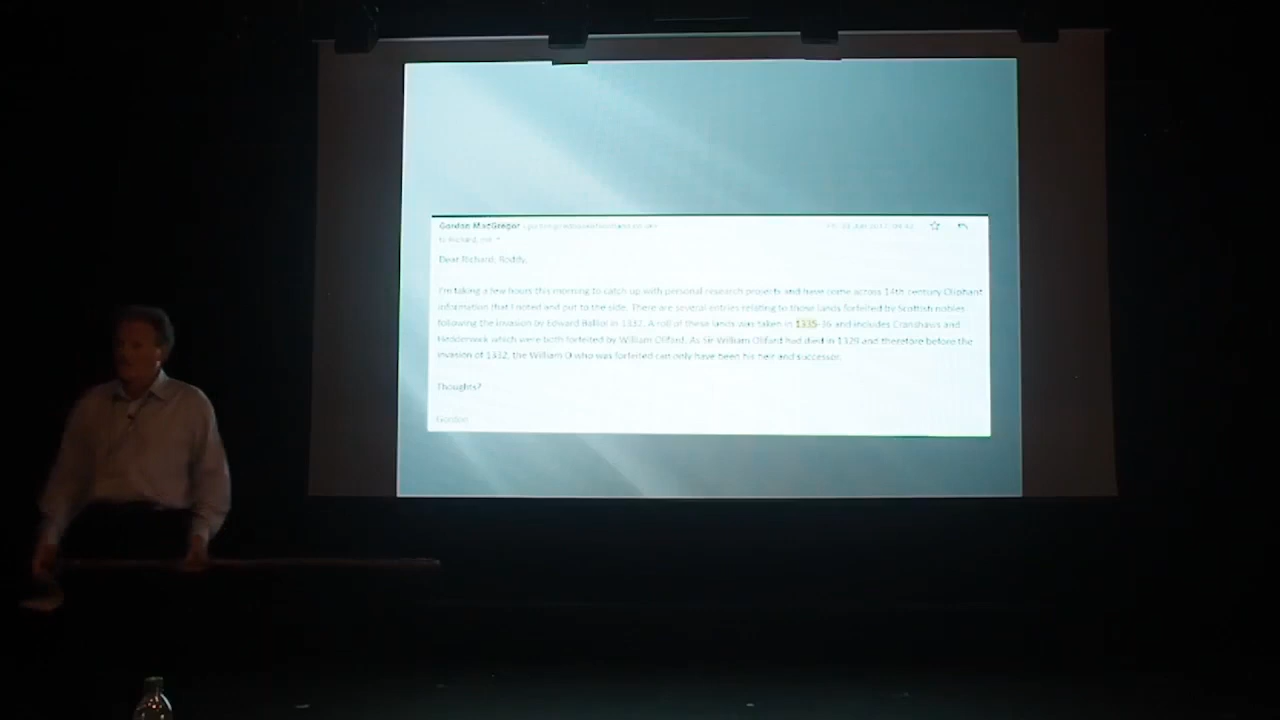 Gordon MacGregor
to Richard, me
Dear Richard, Roddy,
I'm taking a few hours this morning to catch up with personal research projects and have come across 14th century Oliphant
information that I noted and put to the side. There are several entries relating to those lands forfeited by Scottish nobles
following the invasion by Edward Balliol in 1332. A roll of these lands was taken in 1335-36 and includes Cranshaws and
Hedderwick which were both forfeited by William Olifard. As Sir William Olifard had died in 1329 and therefore before the
invasion of 1332, the William O who was forfeited can only have been his heir and successor.
Thoughts?
Gordon